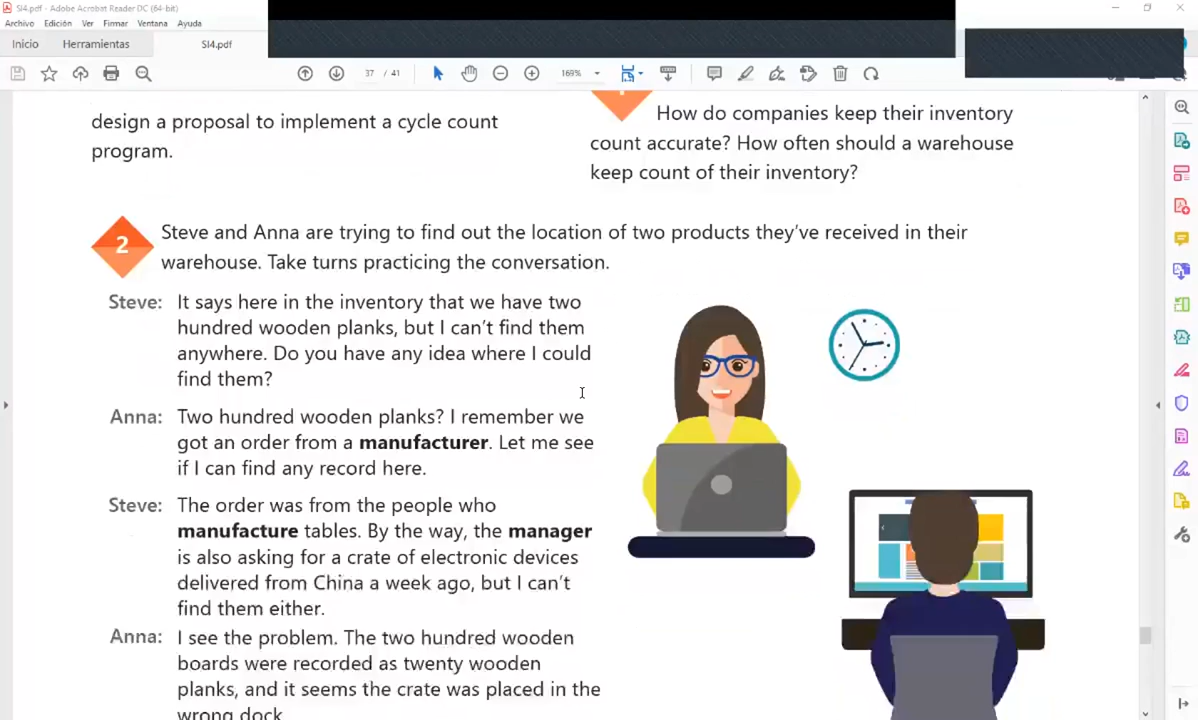 SI4.pdf - Adobe Acrobat Reader DC (64-bit)
Archivo Edición Ver Firmar Ventana Ayuda
Inicio Herramientas SI4.pdf
37 / 41 169%
design a proposal to implement a cycle count
program.
How do companies keep their inventory
count accurate? How often should a warehouse
keep count of their inventory?
2
Steve and Anna are trying to find out the location of two products they've received in their
warehouse. Take turns practicing the conversation.
Steve: It says here in the inventory that we have two
hundred wooden planks, but I can't find them
anywhere. Do you have any idea where I could
find them?
Anna: Two hundred wooden planks? I remember we
got an order from a manufacturer. Let me see
if I can find any record here.
Steve: The order was from the people who
manufacture tables. By the way, the manager
is also asking for a crate of electronic devices
delivered from China a week ago, but I can't
find them either.
Anna: I see the problem. The two hundred wooden
boards were recorded as twenty wooden
planks, and it seems the crate was placed in the
wrong dock